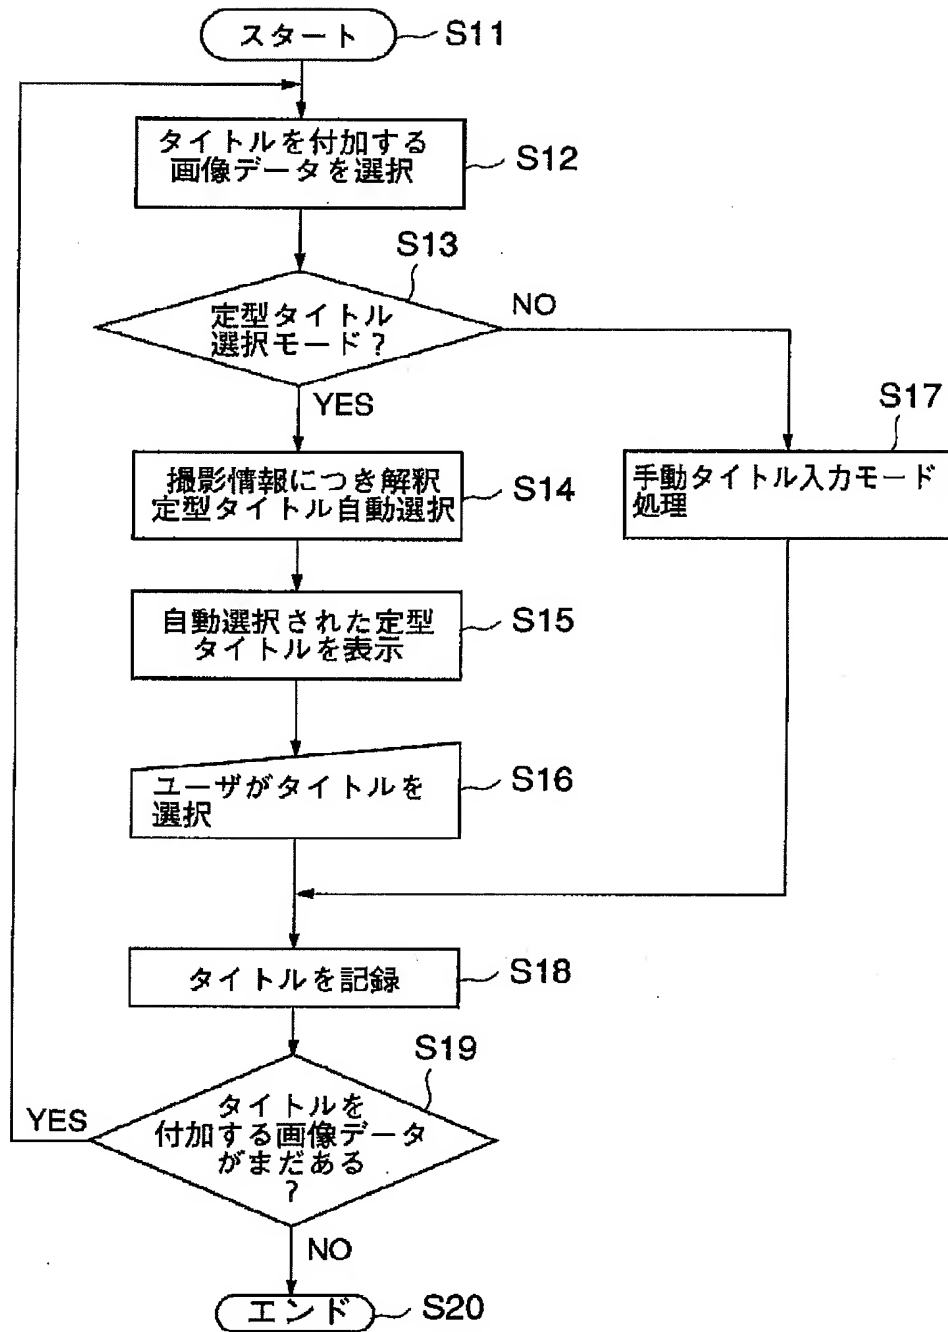 スタート
S11
タイトルを付加する
画像データを選択
S12
S13
定型タイトル
選択モード?
NO
YES
S17
撮影情報につき解釈
定型タイトル自動選択
S14
手動タイトル入力モード
処理
自動選択された定型
タイトルを表示
S15
ユーザがタイトルを
選択
S16
タイトルを記録
S18
S19
タイトルを
付加する画像データ
がまだある
?
YES
NO
エンド
S20